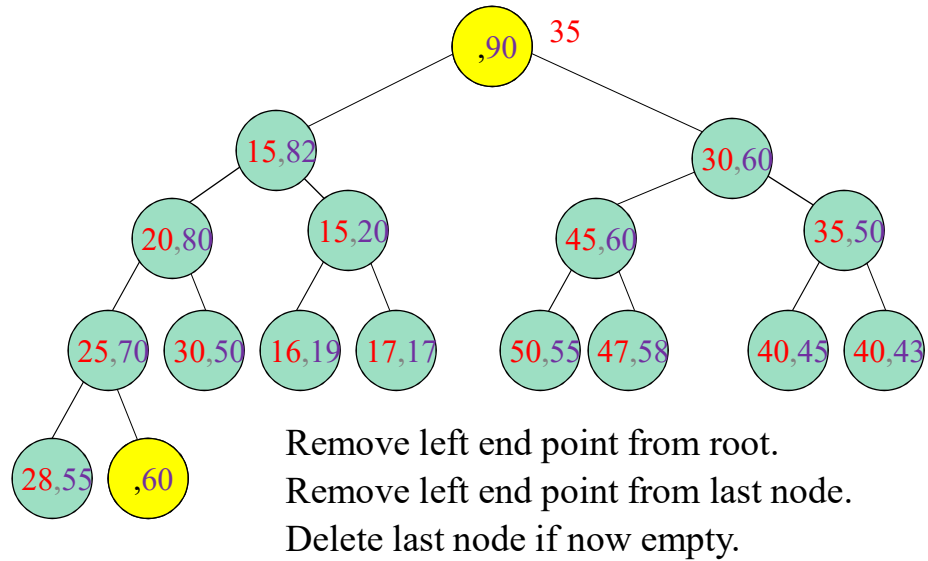 ,90 35
15,82 30,60
20,80 15,20 45,60 35,50
25,70 30,50 16,19 17,17 50,55 47,58 40,45 40,43
28,55 ,60
Remove left end point from root.
Remove left end point from last node.
Delete last node if now empty.